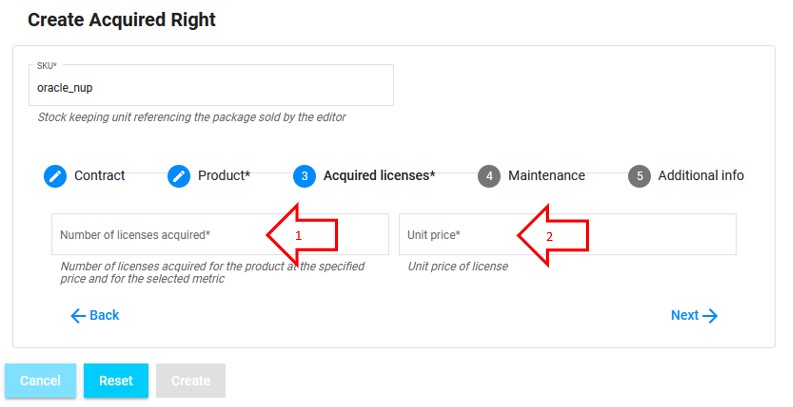 Create Acquired Right
SKU*
oracle_nup
Stock keeping unit referencing the package sold by the editor
Contract
Product*
3 Acquired licenses*
4 Maintenance
5 Additional info
Number of licenses acquired*
1
Unit price*
2
Number of licenses acquired for the product at the specified
price and for the selected metric
Unit price of license
Back
Next
Cancel
Reset
Create